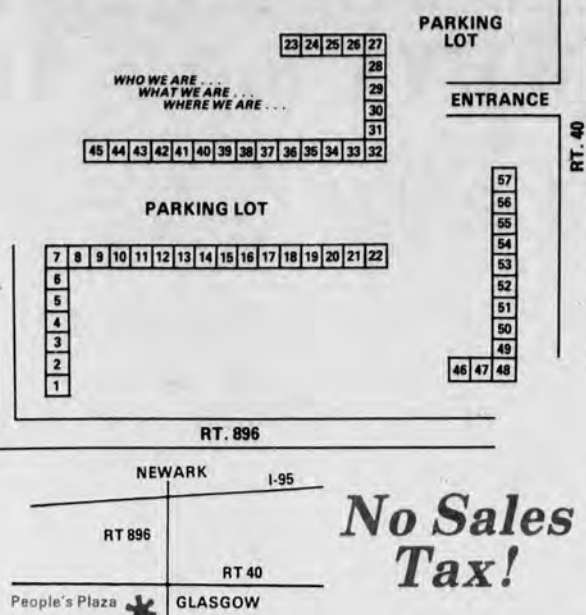 PARKING
LOT
23 24 25 26 27
28
29
30
31
WHO WE ARE . . .
WHAT WE ARE . . .
WHERE WE ARE . . .
ENTRANCE
RT. 40
45 44 43 42 41 40 39 38 37 36 35 34 33 32
57
56
55
54
53
52
51
50
49
46 47 48
PARKING LOT
7 8 9 10 11 12 13 14 15 16 17 18 19 20 21 22
6
5
4
3
2
1
RT. 896
NEWARK
I-95
RT 896
RT 40
People's Plaza
GLASGOW
No Sales
Tax!